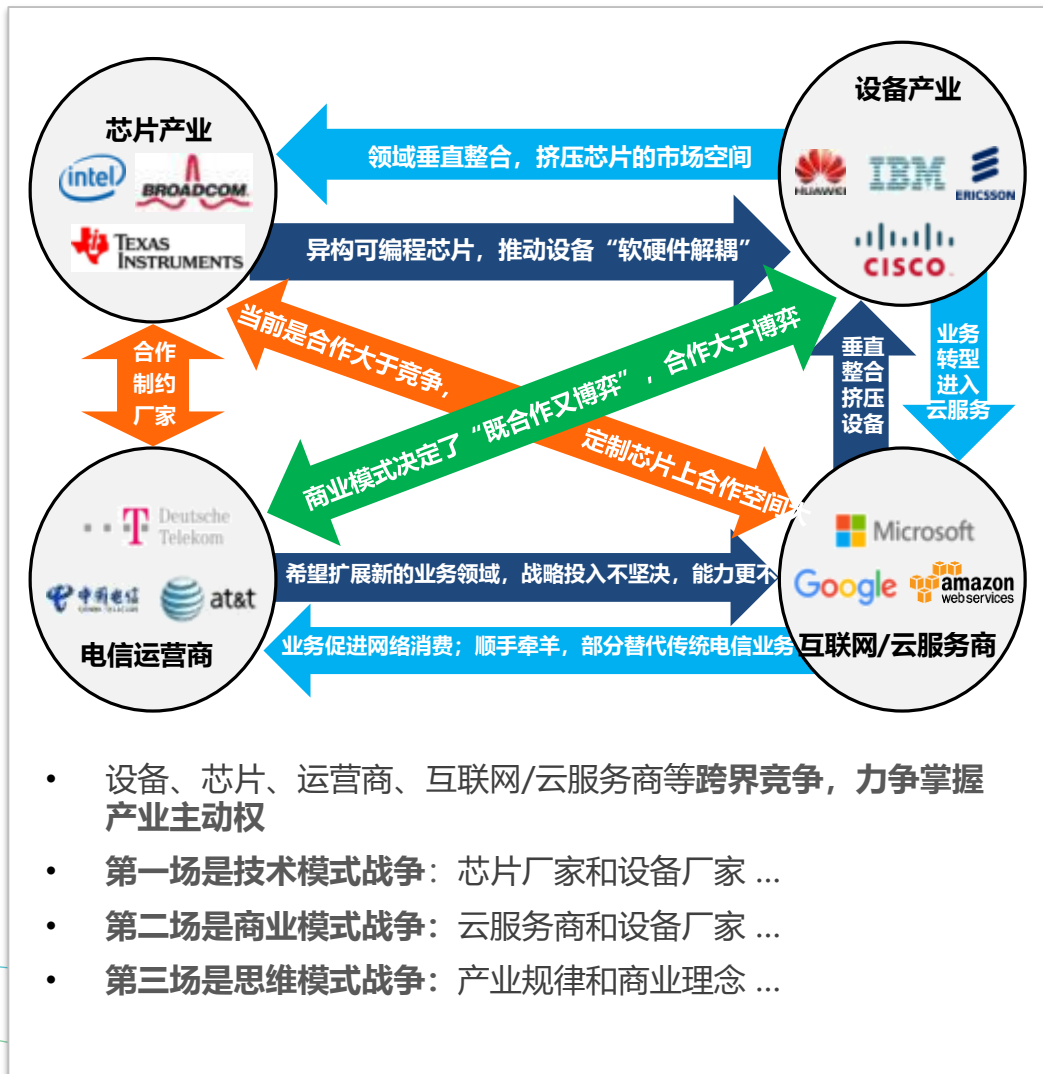 芯片产业
intel
BROADCOM
TEXAS
INSTRUMENTS
设备产业
HUAWEI
IBM
ERICSSON
CISCO
领域垂直整合，挤压芯片的市场空间
异构可编程芯片，推动设备“软硬件解耦”
当前是合作大于竞争，
定制芯片上合作空间大
商业模式决定了“既合作又博弈”，合作大于博弈
合作
制约
厂家
垂直
整合
挤压
设备
业务
转型
进入
云服务
Deutsche
Telekom
中国电信
CHINA TELECOM
at&t
电信运营商
希望扩展新的业务领域，战略投入不坚决，能力更不
业务促进网络消费；顺手牵羊，部分替代传统电信业务
Microsoft
Google
amazon
webservices
互联网/云服务商
• 设备、芯片、运营商、互联网/云服务商等跨界竞争，力争掌握
产业主动权
• 第一场是技术模式战争：芯片厂家和设备厂家 ...
• 第二场是商业模式战争：云服务商和设备厂家 ...
• 第三场是思维模式战争：产业规律和商业理念 ...